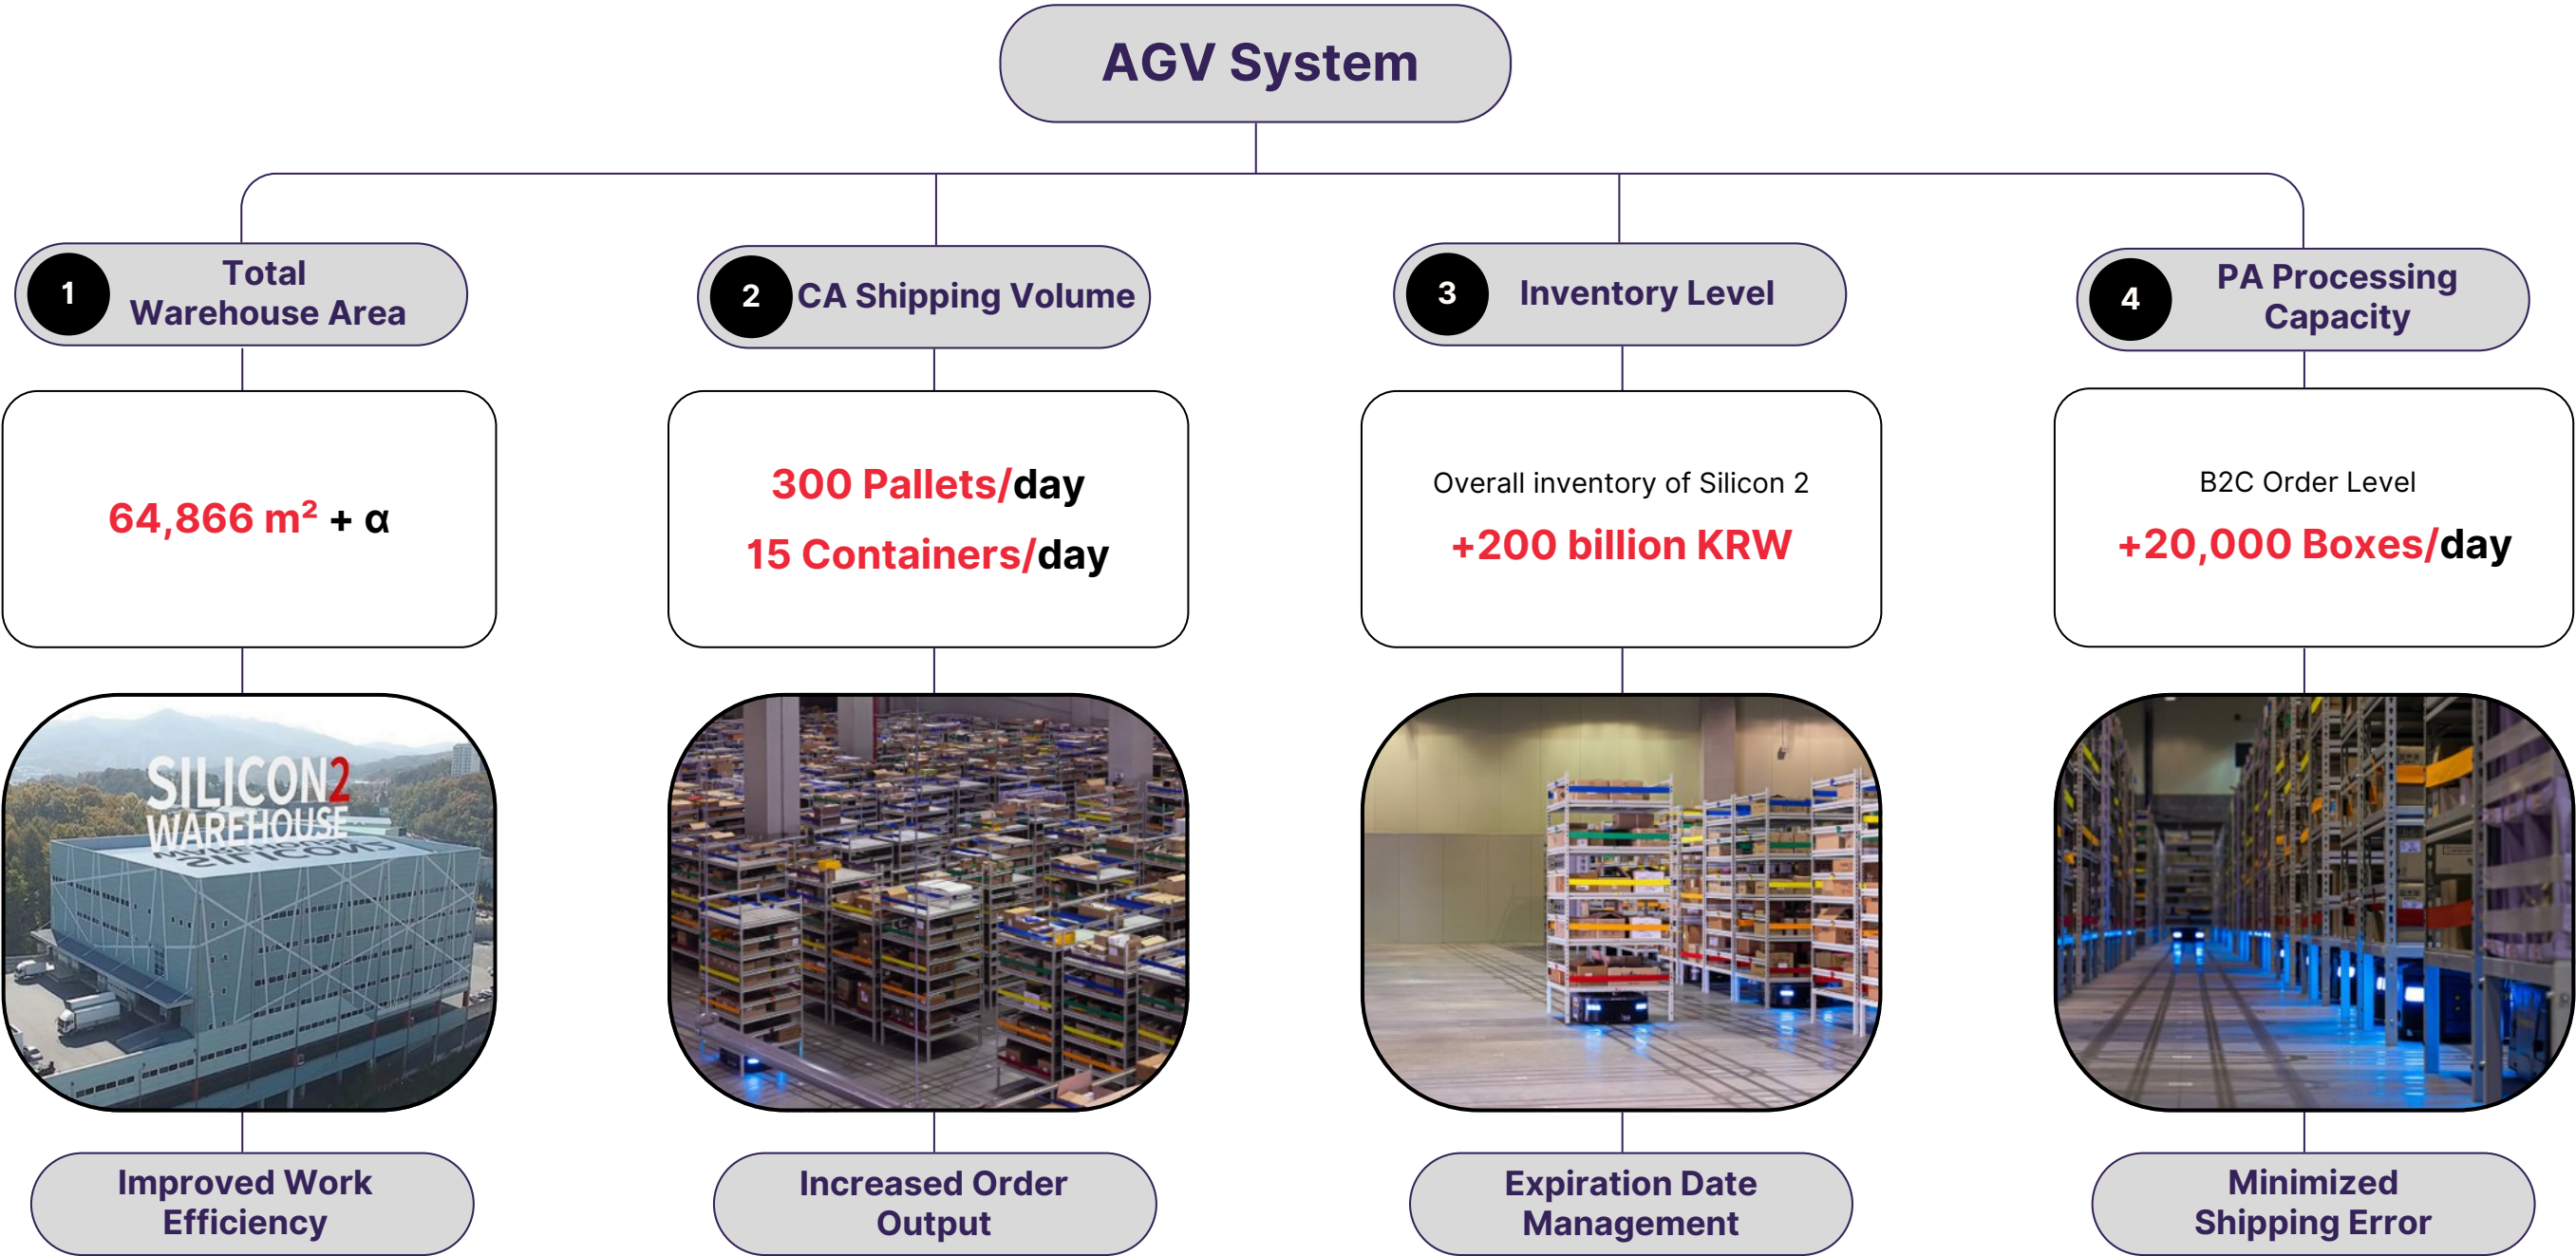 AGV System
1
Total
Warehouse Area
64,866 m² + α
SILICON2
WAREHOUSE
Improved Work
Efficiency
2
CA Shipping Volume
300 Pallets/day
15 Containers/day
Increased Order
Output
3
Inventory Level
Overall inventory of Silicon 2
+200 billion KRW
Expiration Date
Management
4
PA Processing
Capacity
B2C Order Level
+20,000 Boxes/day
Minimized
Shipping Error